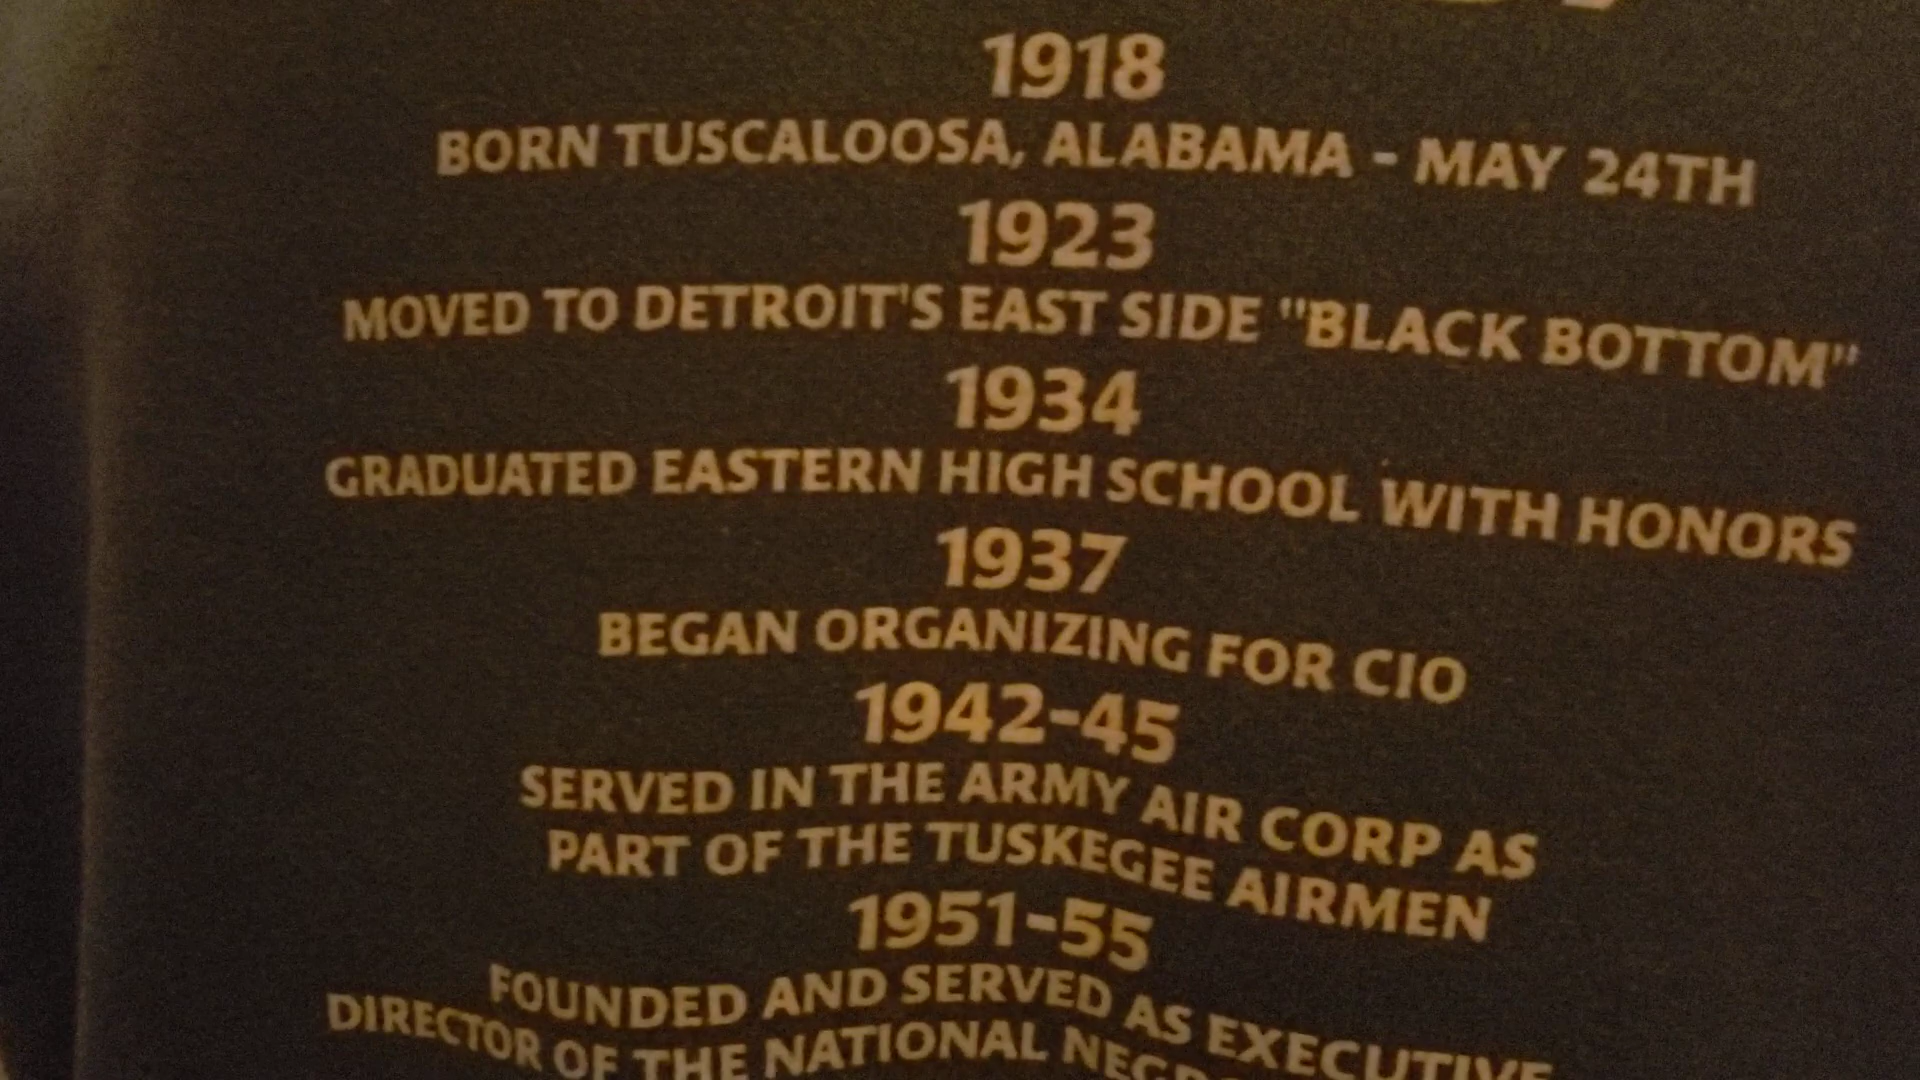 1918
BORN TUSCALOOSA, ALABAMA - MAY 24TH
1923
MOVED TO DETROIT'S EAST SIDE "BLACK BOTTOM"
1934
GRADUATED EASTERN HIGH SCHOOL WITH HONORS
1937
BEGAN ORGANIZING FOR CIO
1942-45
SERVED IN THE ARMY AIR CORP AS
PART OF THE TUSKEGEE AIRMEN
1951-55
FOUNDED AND SERVED AS EXECUTIVE
DIRECTOR OF THE NATIONAL